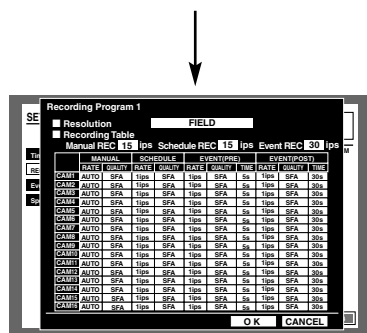 Recording Program 1
SE
■ Resolution FIELD
■ Recording Table
Manual REC 15 ips Schedule REC 15 ips Event REC 30 ips
MANUAL SCHEDULE EVENT(PRE) EVENT(POST)
RATE QUALITY RATE QUALITY RATE QUALITY TIME RATE QUALITY TIME
CAM1 AUTO SFA 1ips SFA 1ips SFA 5s 1ips SFA 30s
CAM2 AUTO SFA 1ips SFA 1ips SFA 5s 1ips SFA 30s
CAM3 AUTO SFA 1ips SFA 1ips SFA 5s 1ips SFA 30s
CAM4 AUTO SFA 1ips SFA 1ips SFA 5s 1ips SFA 30s
CAM5 AUTO SFA 1ips SFA 1ips SFA 5s 1ips SFA 30s
CAM6 AUTO SFA 1ips SFA 1ips SFA 5s 1ips SFA 30s
CAM7 AUTO SFA 1ips SFA 1ips SFA 5s 1ips SFA 30s
CAM8 AUTO SFA 1ips SFA 1ips SFA 5s 1ips SFA 30s
CAM9 AUTO SFA 1ips SFA 1ips SFA 5s 1ips SFA 30s
CAM10 AUTO SFA 1ips SFA 1ips SFA 5s 1ips SFA 30s
CAM11 AUTO SFA 1ips SFA 1ips SFA 5s 1ips SFA 30s
CAM12 AUTO SFA 1ips SFA 1ips SFA 5s 1ips SFA 30s
CAM13 AUTO SFA 1ips SFA 1ips SFA 5s 1ips SFA 30s
CAM14 AUTO SFA 1ips SFA 1ips SFA 5s 1ips SFA 30s
CAM15 AUTO SFA 1ips SFA 1ips SFA 5s 1ips SFA 30s
CAM16 AUTO SFA 1ips SFA 1ips SFA 5s 1ips SFA 30s
O K CANCEL